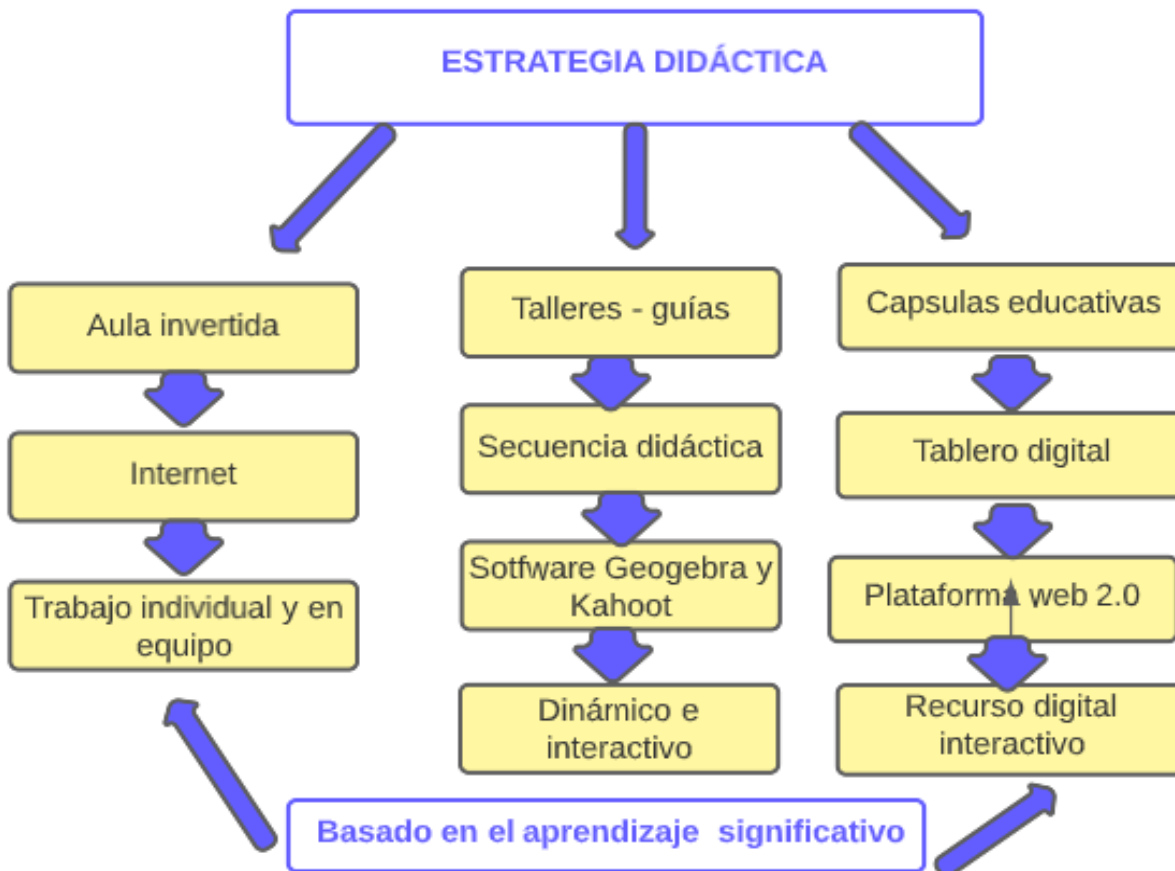 ESTRATEGIA DIDÁCTICA
Aula invertida
Internet
Trabajo individual y en
equipo
Talleres - guías
Secuencia didáctica
Sotfware Geogebra y
Kahoot
Dinámico e
interactivo
Capsulas educativas
Tablero digital
Plataforma web 2.0
Recurso digital
interactivo
Basado en el aprendizaje significativo